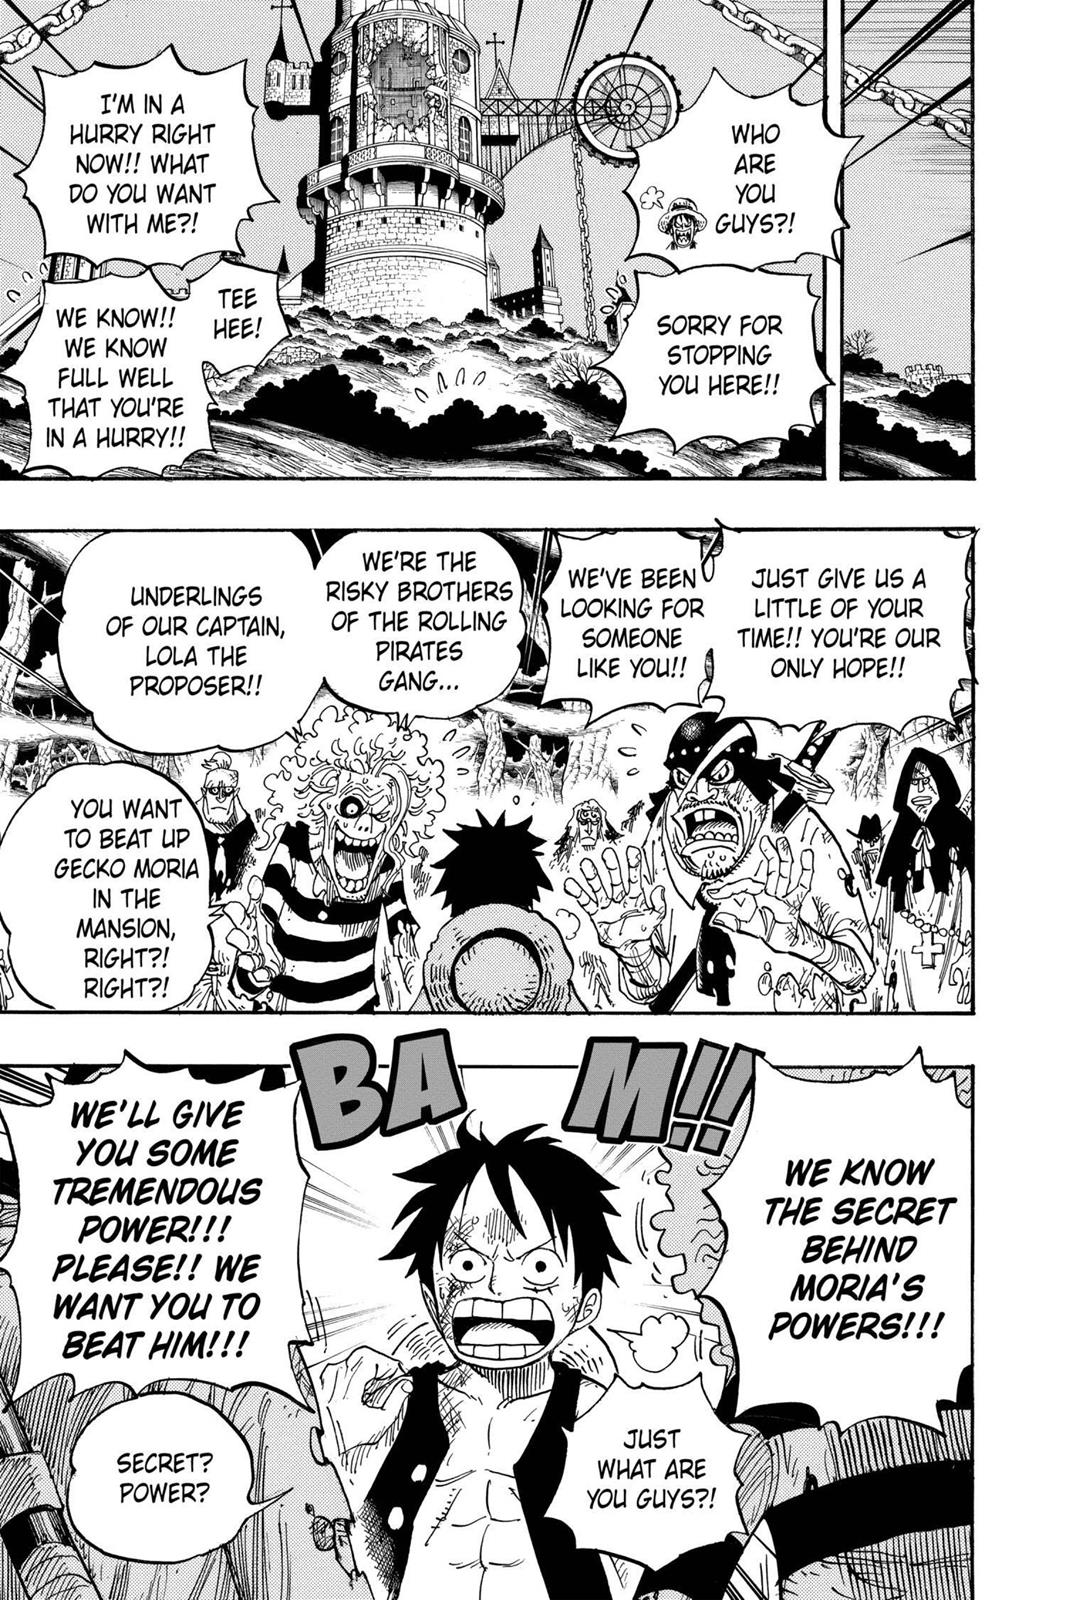 WHO
ARE
YOU
GUYS?!
SORRY FOR
STOPPING
YOU HERE!!
I'M IN A
HURRY RIGHT
NOW!! WHAT
DO YOU WANT
WITH ME?!
TEE
HEE!
WE KNOW!!
WE KNOW
FULL WELL
THAT YOU'RE
IN A HURRY!!
JUST GIVE US A
LITTLE OF YOUR
TIME!! YOU'RE OUR
ONLY HOPE!!
WE'VE BEEN
LOOKING FOR
SOMEONE
LIKE YOU!!
WE'RE THE
RISKY BROTHERS
OF THE ROLLING
PIRATES
GANG...
UNDERLINGS
OF OUR CAPTAIN,
LOLA THE
PROPOSER!!
YOU WANT
TO BEAT UP
GECKO MORIA
IN THE
MANSION,
RIGHT?!
RIGHT?!
BAM!!
WE KNOW
THE SECRET
BEHIND
MORIA'S
POWERS!!!
JUST
WHAT ARE
YOU GUYS?!
WE'LL GIVE
YOU SOME
TREMENDOUS
POWER!!!
PLEASE!! WE
WANT YOU TO
BEAT HIM!!!
SECRET?
POWER?